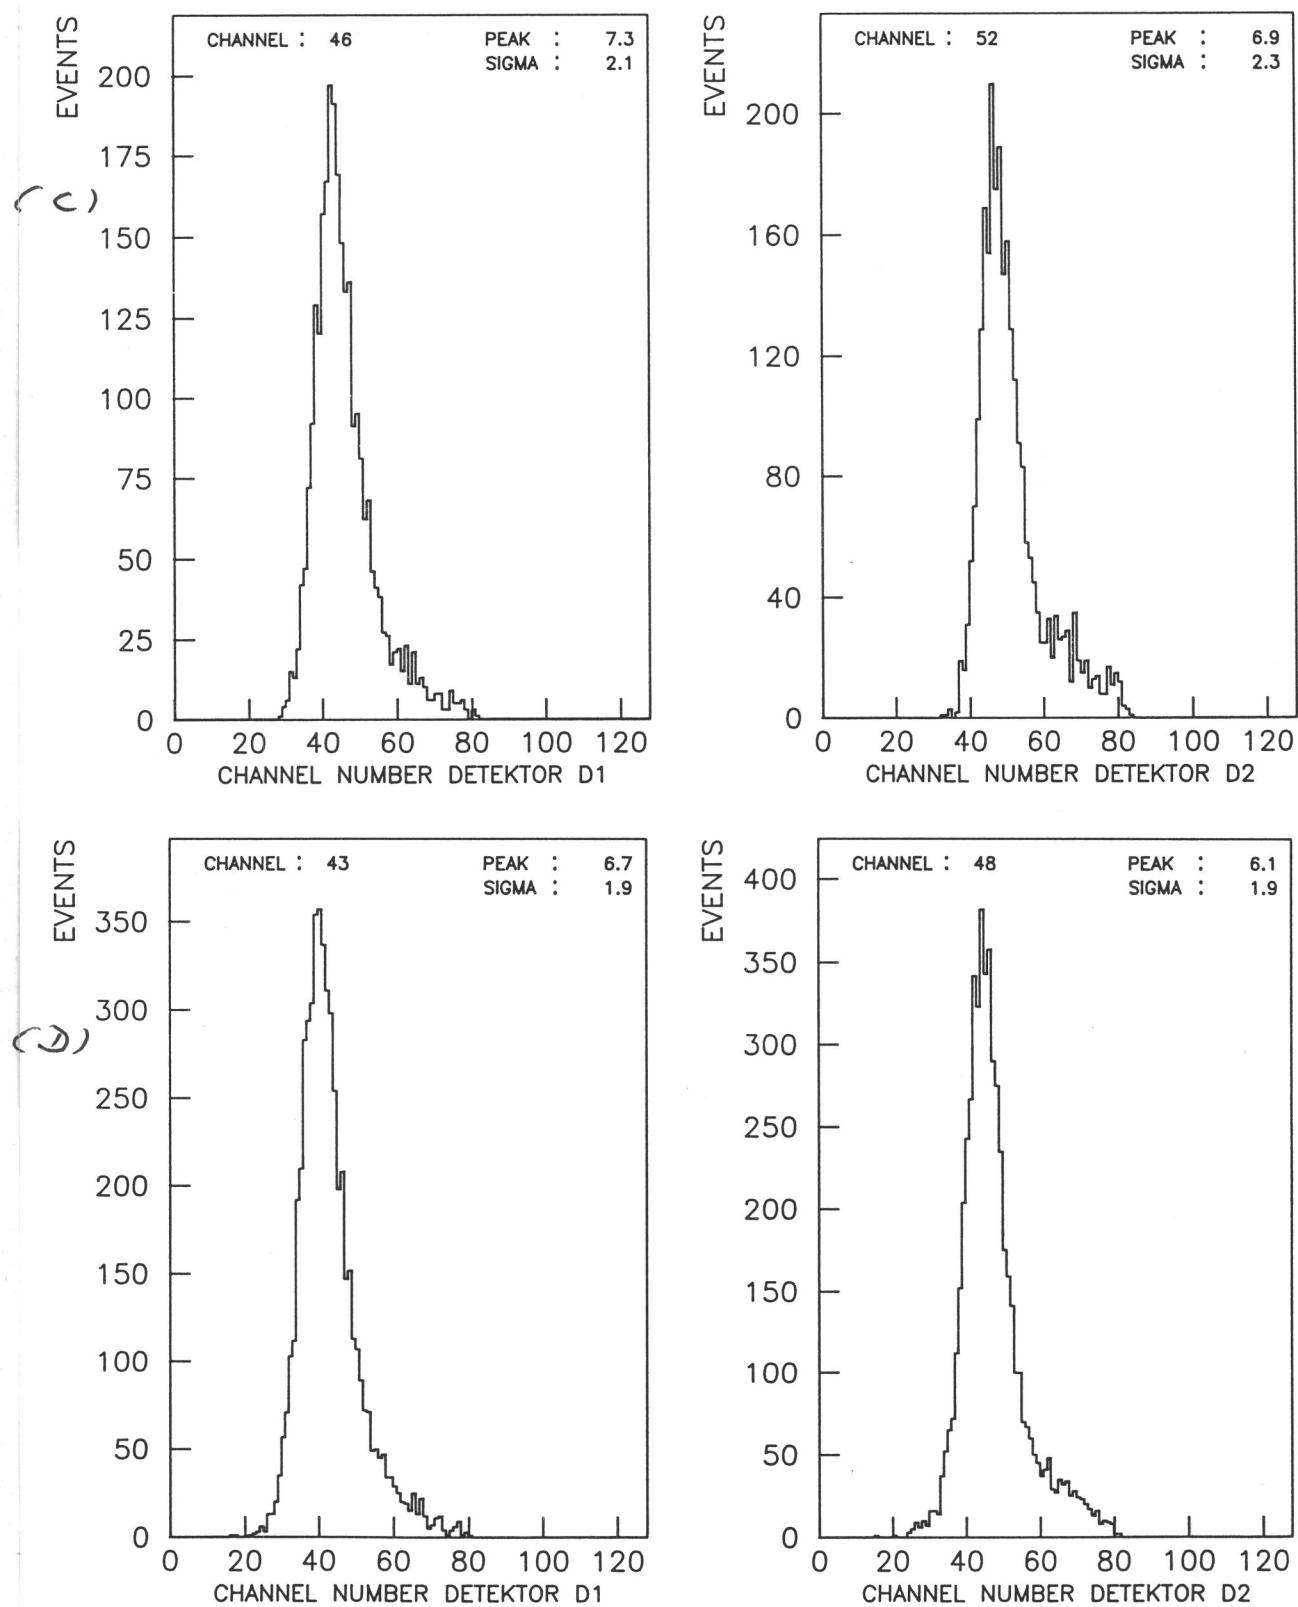 EVENTS
CHANNEL : 46 PEAK : 7.3
SIGMA : 2.1
200
175
150
125
100
75
50
25
0
0 20 40 60 80 100 120
CHANNEL NUMBER DETEKTOR D1
(C)
EVENTS
CHANNEL : 52 PEAK : 6.9
SIGMA : 2.3
200
160
120
80
40
0
0 20 40 60 80 100 120
CHANNEL NUMBER DETEKTOR D2
EVENTS
CHANNEL : 43 PEAK : 6.7
SIGMA : 1.9
350
300
250
200
150
100
50
0
0 20 40 60 80 100 120
CHANNEL NUMBER DETEKTOR D1
(D)
EVENTS
CHANNEL : 48 PEAK : 6.1
SIGMA : 1.9
400
350
300
250
200
150
100
50
0
0 20 40 60 80 100 120
CHANNEL NUMBER DETEKTOR D2